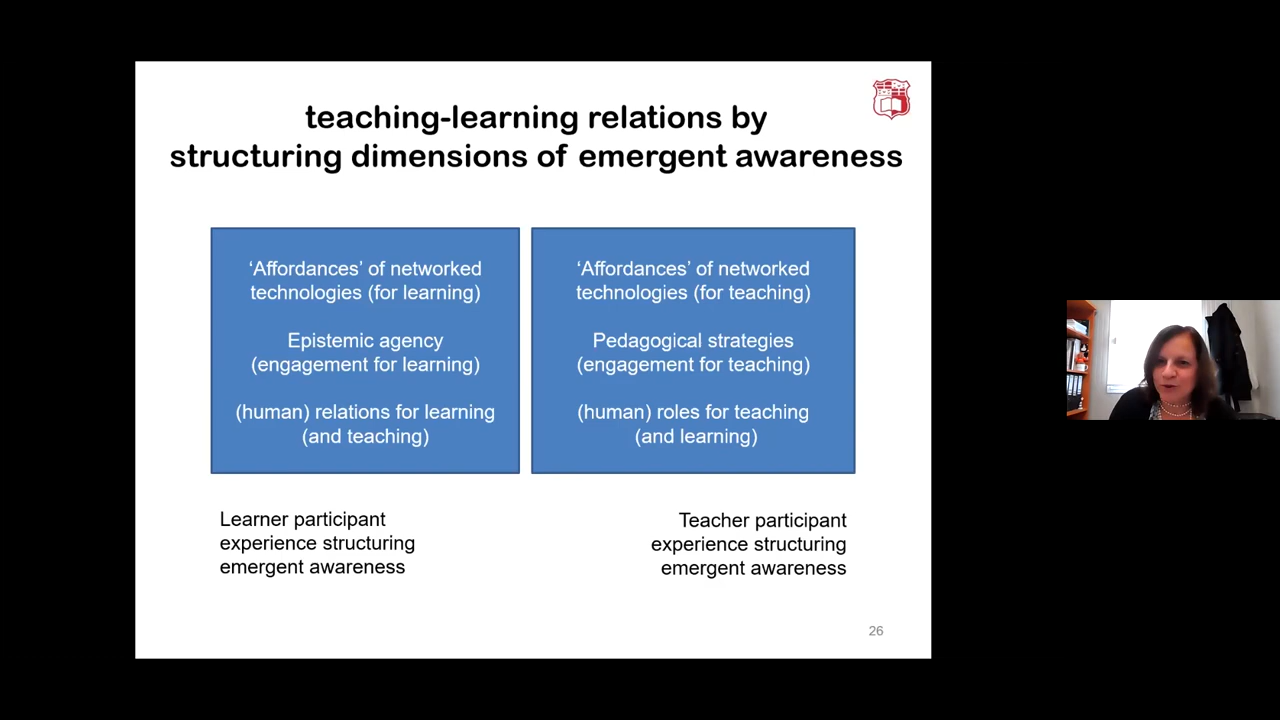 teaching-learning relations by
structuring dimensions of emergent awareness
‘Affordances’ of networked
technologies (for learning)
Epistemic agency
(engagement for learning)
(human) relations for learning
(and teaching)
‘Affordances’ of networked
technologies (for teaching)
Pedagogical strategies
(engagement for teaching)
(human) roles for teaching
(and learning)
Learner participant
experience structuring
emergent awareness
Teacher participant
experience structuring
emergent awareness
26